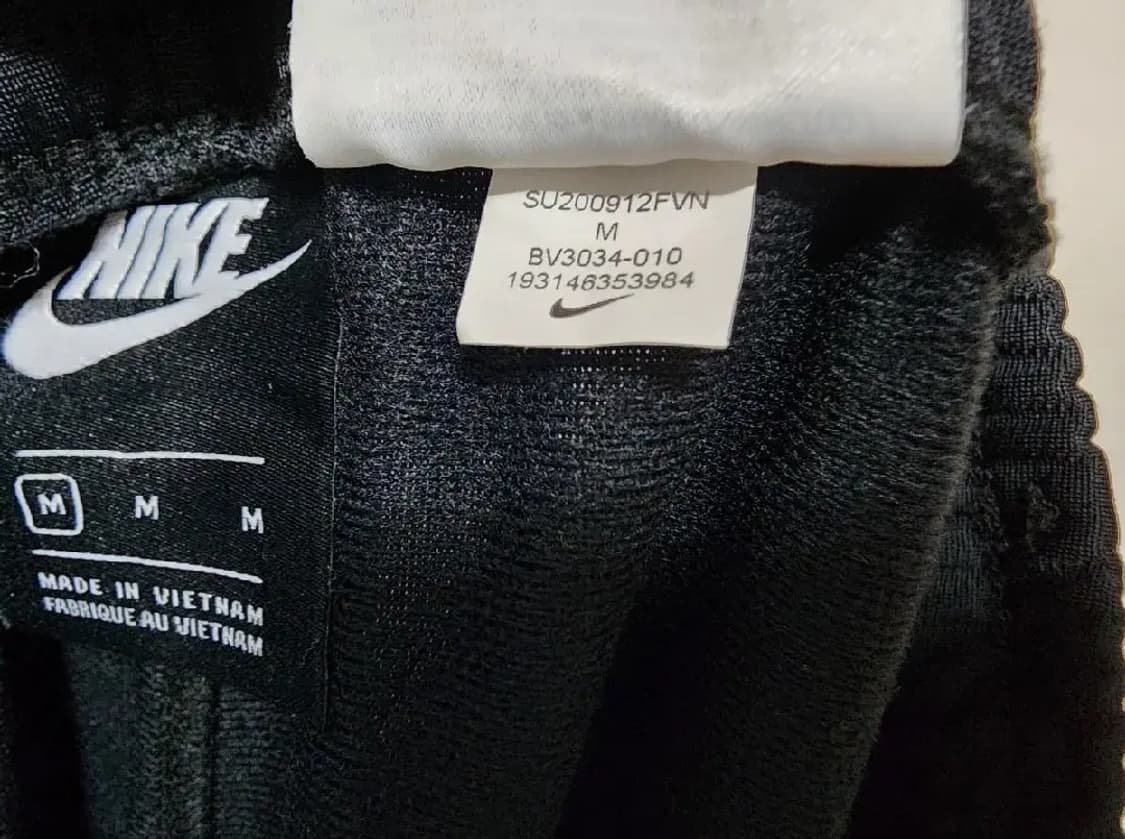 NIKE
M M M
MADE IN VIETNAM
FABRIQUE AU VIETNAM
SU200912FVN
M
BV3034-010
193146353984